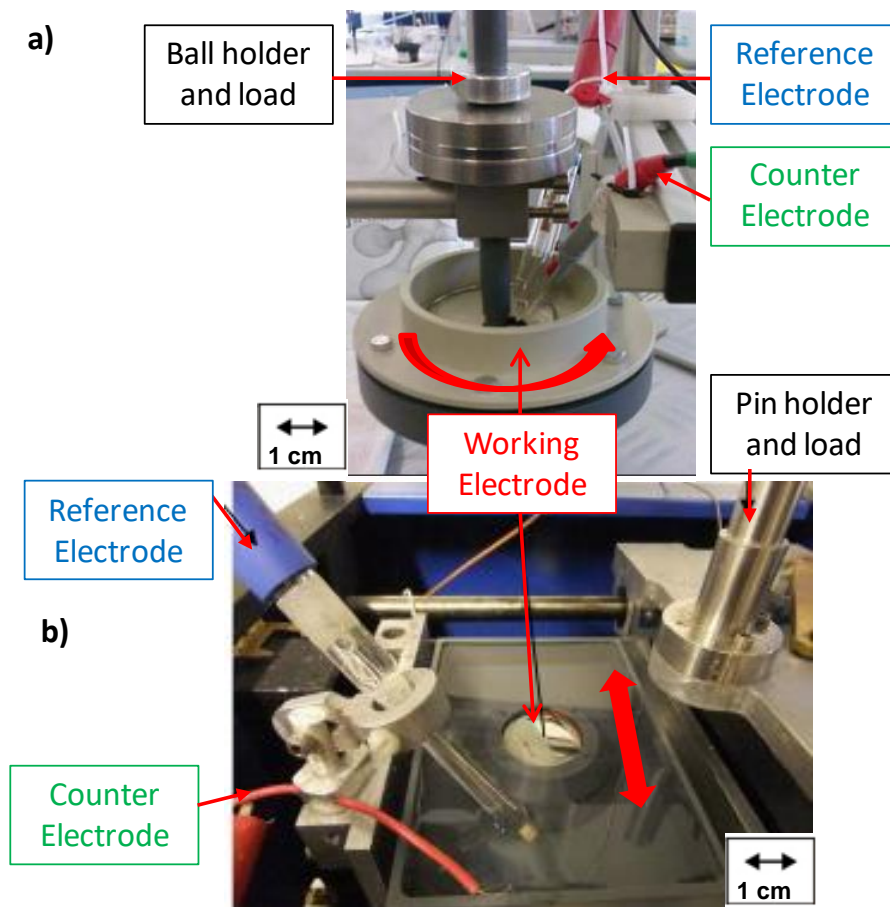 a)
Ball holder
and load
Reference
Electrode
Counter
Electrode
1 cm
Working
Electrode
Pin holder
and load
Reference
Electrode
b)
Counter
Electrode
1 cm